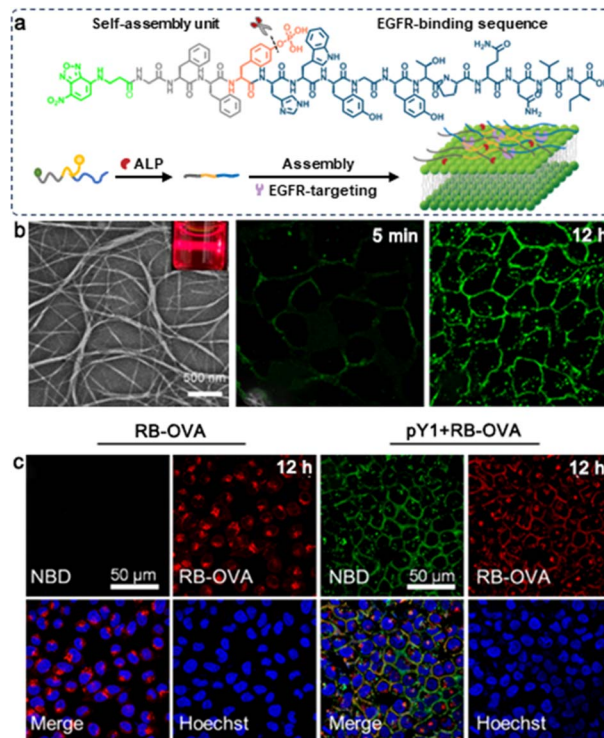 a
Self-assembly unit
EGFR-binding sequence
ALP
Assembly
EGFR-targeting
b
500 nm
5 min
12 h
RB-OVA
pY1+RB-OVA
c
12 h
12 h
NBD
50 μm
RB-OVA
NBD
50 μm
RB-OVA
Merge
Hoechst
Merge
Hoechst